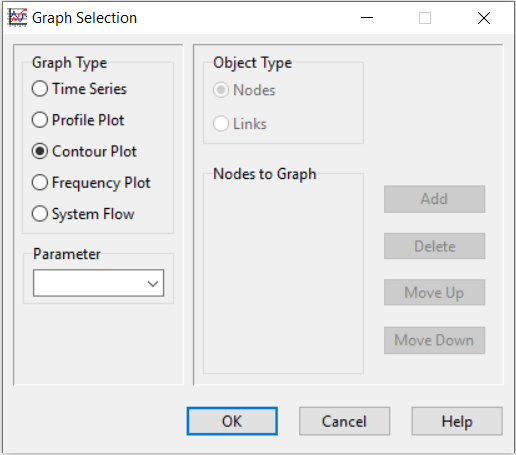 Graph Selection
Graph Type
Time Series
Profile Plot
Contour Plot
Frequency Plot
System Flow
Parameter
Object Type
Nodes
Links
Nodes to Graph
Add
Delete
Move Up
Move Down
OK
Cancel
Help